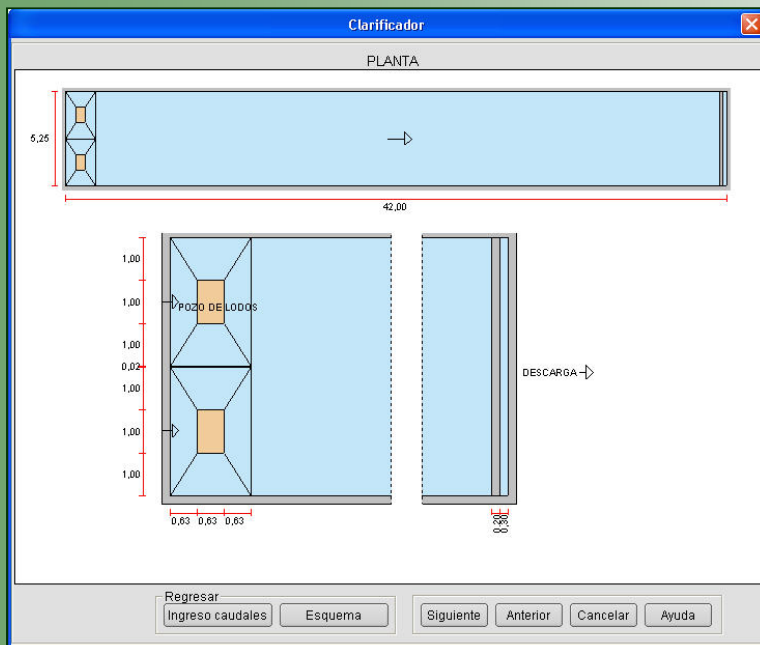 Clarificador
PLANTA
5,25
42,00
1,00
1,00
POZO DE LODOS
1,00
0,02
DESCARGA
1,00
1,00
1,00
0,63 0,63 0,63
0,20
0,30
Regresar
Ingreso caudales Esquema Siguiente Anterior Cancelar Ayuda